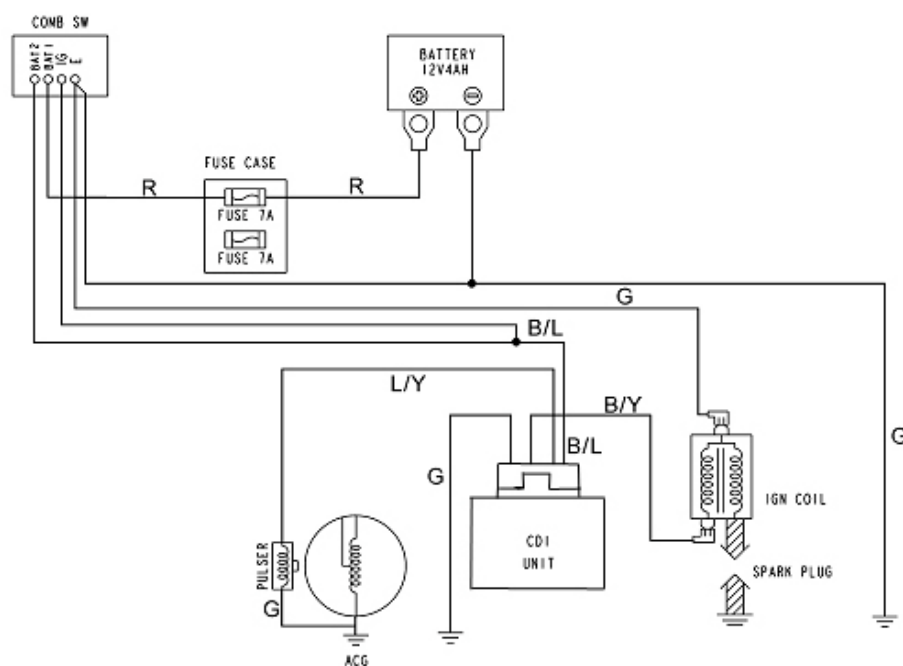 COMB SW
BAT2
BAT1
IG
E
BATTERY
12V4AH
FUSE CASE
R
R
FUSE 7A
FUSE 7A
G
B/L
L/Y
B/Y
B/L
G
G
IGN COIL
CDI
UNIT
PULSER
SPARK PLUG
G
ACG